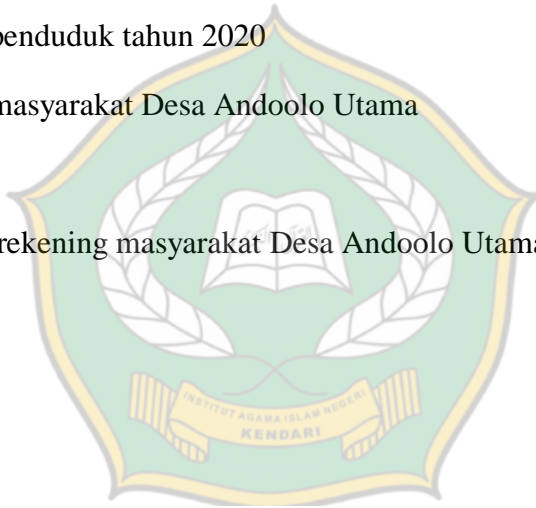 penduduk tahun 2020
masyarakat Desa Andoolo Utama
rekening masyarakat Desa Andoolo Utama
INSTITUT AGAMA ISLAM NEGERI
KENDARI